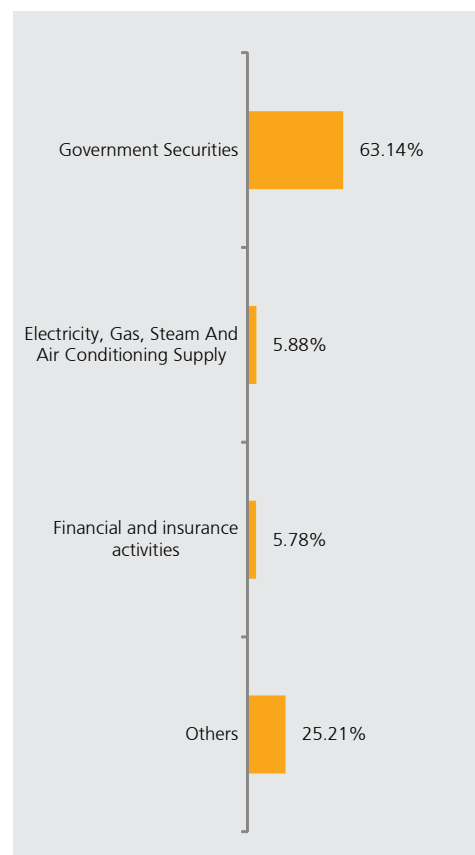 Government Securities 63.14%
Electricity, Gas, Steam And
Air Conditioning Supply
5.88%
Financial and insurance
activities
5.78%
Others 25.21%